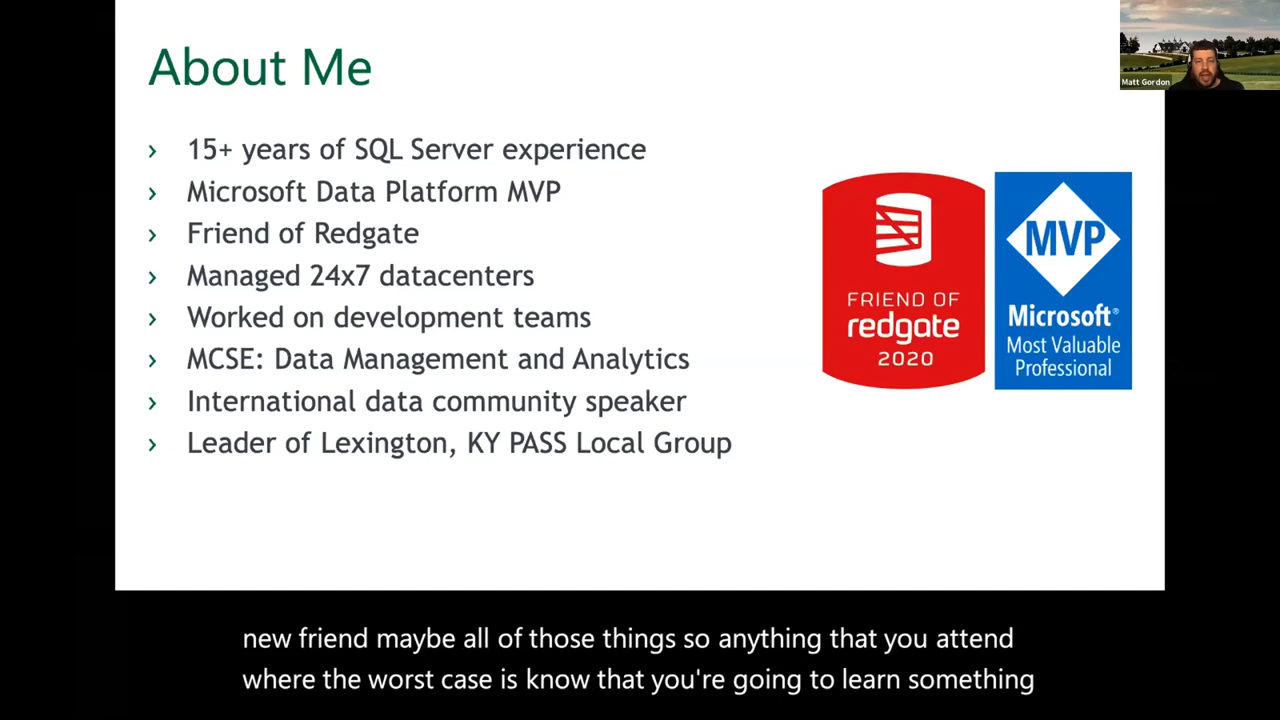 About Me
Matt Gordon
› 15+ years of SQL Server experience
› Microsoft Data Platform MVP
› Friend of Redgate
› Managed 24x7 datacenters
› Worked on development teams
› MCSE: Data Management and Analytics
› International data community speaker
› Leader of Lexington, KY PASS Local Group
FRIEND OF
redgate
2020
MVP
Microsoft®
Most Valuable
Professional
new friend maybe all of those things so anything that you attend
where the worst case is know that you're going to learn something